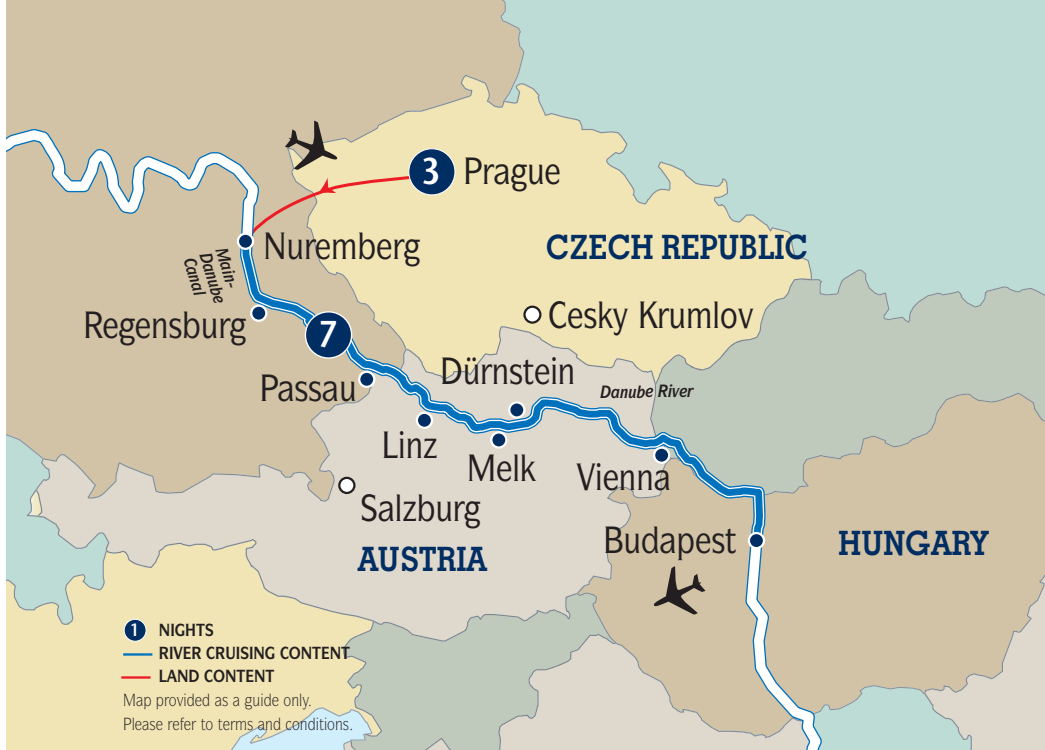 3 Prague
Nuremberg
CZECH REPUBLIC
Main-
Danube
Canal
Regensburg
Cesky Krumlov
7
Passau
Dürnstein
Danube River
Linz
Melk
Vienna
Salzburg
Budapest
AUSTRIA
HUNGARY
1 NIGHTS
RIVER CRUISING CONTENT
LAND CONTENT
Map provided as a guide only.
Please refer to terms and conditions.